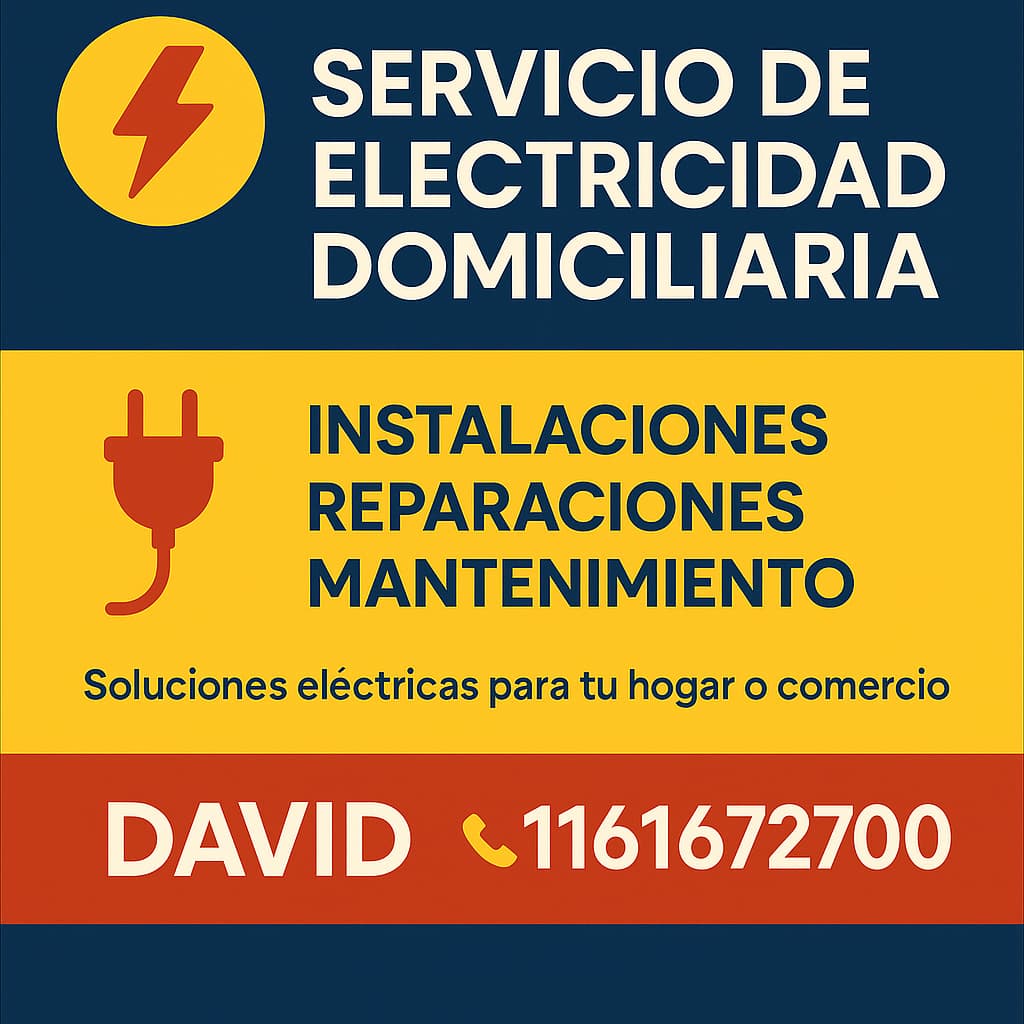 SERVICIO DE
ELECTRICIDAD
DOMICILIARIA
INSTALACIONES
REPARACIONES
MANTENIMIENTO
Soluciones eléctricas para tu hogar o comercio
DAVID 1161672700